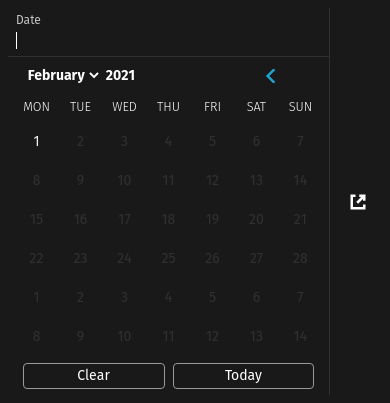 Date
February 2021
MON TUE WED THU FRI SAT SUN
1 2 3 4 5 6 7
8 9 10 11 12 13 14
15 16 17 18 19 20 21
22 23 24 25 26 27 28
1 2 3 4 5 6 7
8 9 10 11 12 13 14
Clear Today